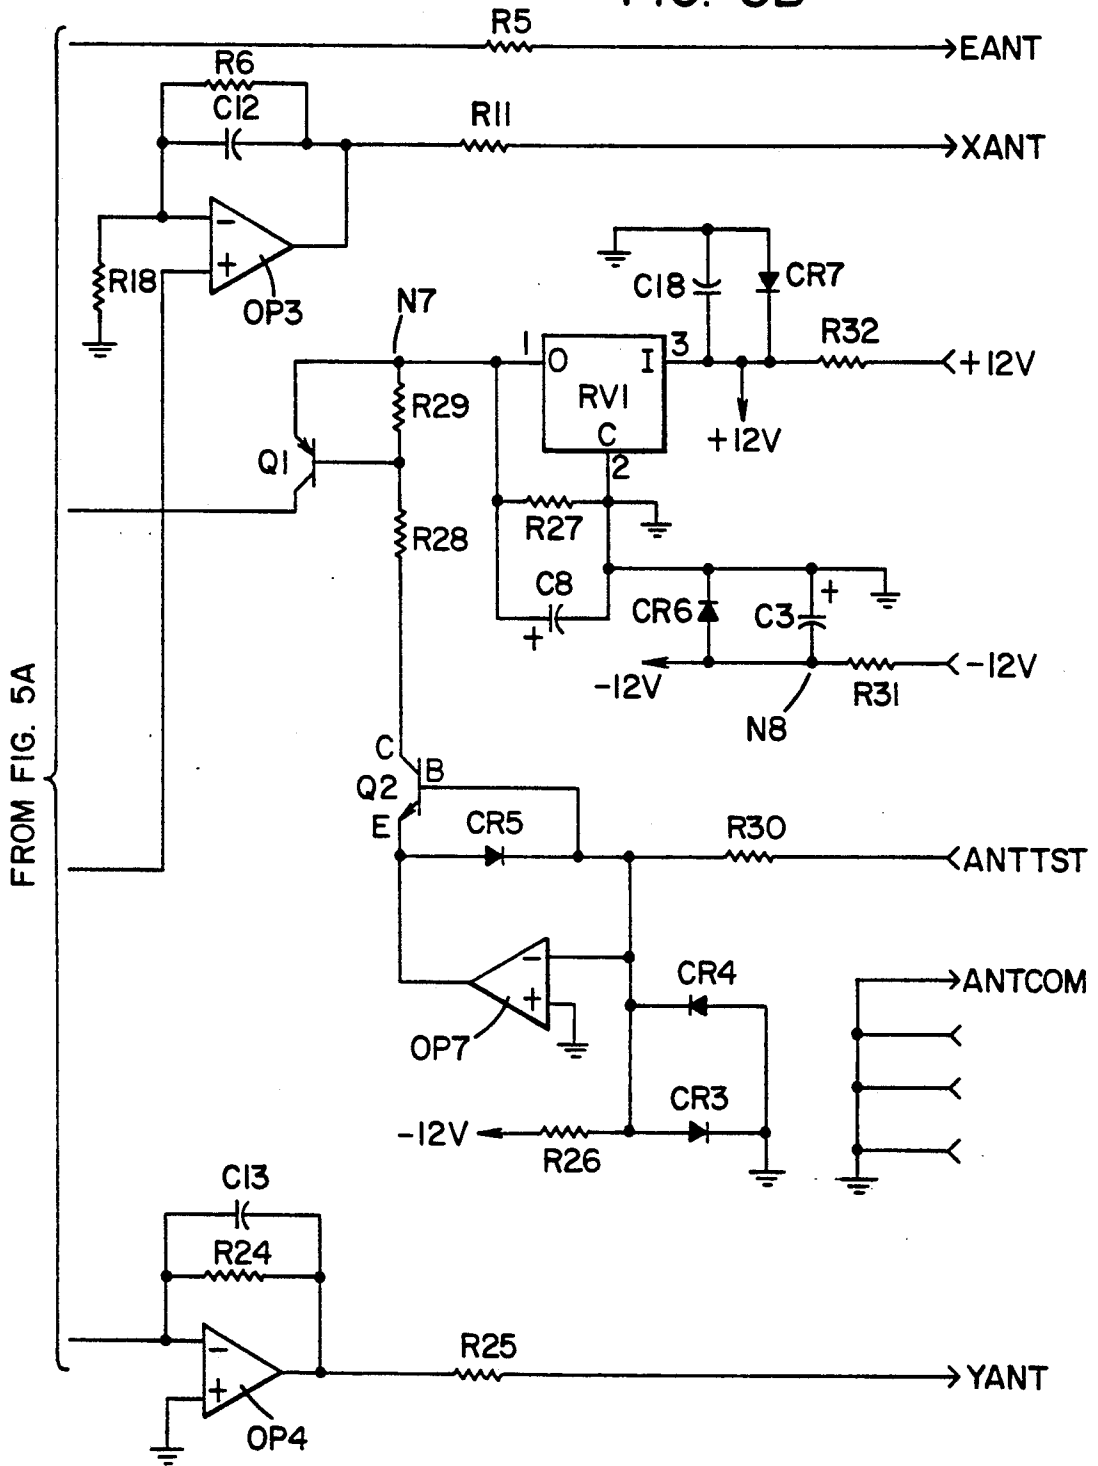 R5
EANT
R6
C12
R11
XANT
R18
−
+
OP3
N7
C18
CR7
R32
+12V
1
O
I
3
RV1
C
2
+12V
R29
Q1
R27
R28
C8
+
CR6
C3
+
-12V
R31
-12V
N8
FROM FIG. 5A
C
B
Q2
E
CR5
R30
ANTTST
−
+
OP7
CR4
ANTCOM
CR3
-12V
R26
C13
R24
−
+
OP4
R25
YANT